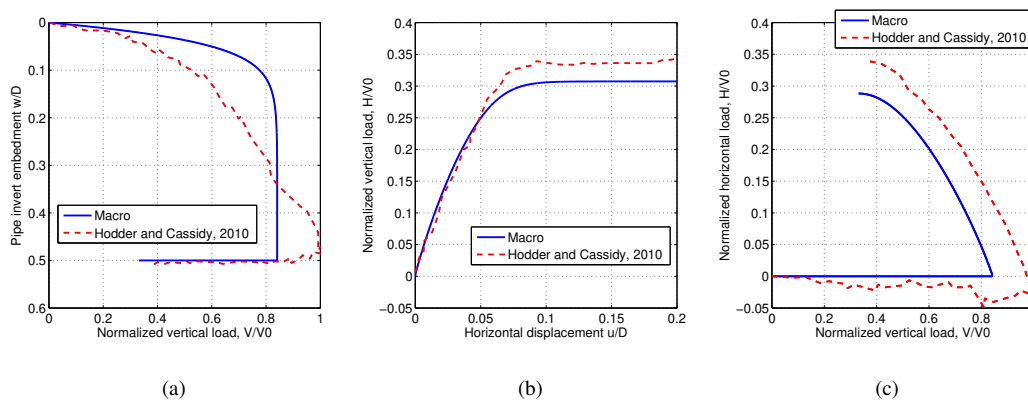 0
0.1
0.2
0.3
0.4
0.5
0.6
0
0.2
0.4
0.6
0.8
1
Pipe invert embedment w/D
Normalized vertical load, V/V0
Macro
Hodder and Cassidy, 2010
(a)
0.4
0.35
0.3
0.25
0.2
0.15
0.1
0.05
0
−0.05
0
0.05
0.1
0.15
0.2
Normalized vertical load, H/V0
Horizontal displacement u/D
Macro
Hodder and Cassidy, 2010
(b)
0.4
0.35
0.3
0.25
0.2
0.15
0.1
0.05
0
−0.05
0
0.2
0.4
0.6
0.8
Normalized horizontal load, H/V0
Normalized vertical load, V/V0
Macro
Hodder and Cassidy, 2010
(c)